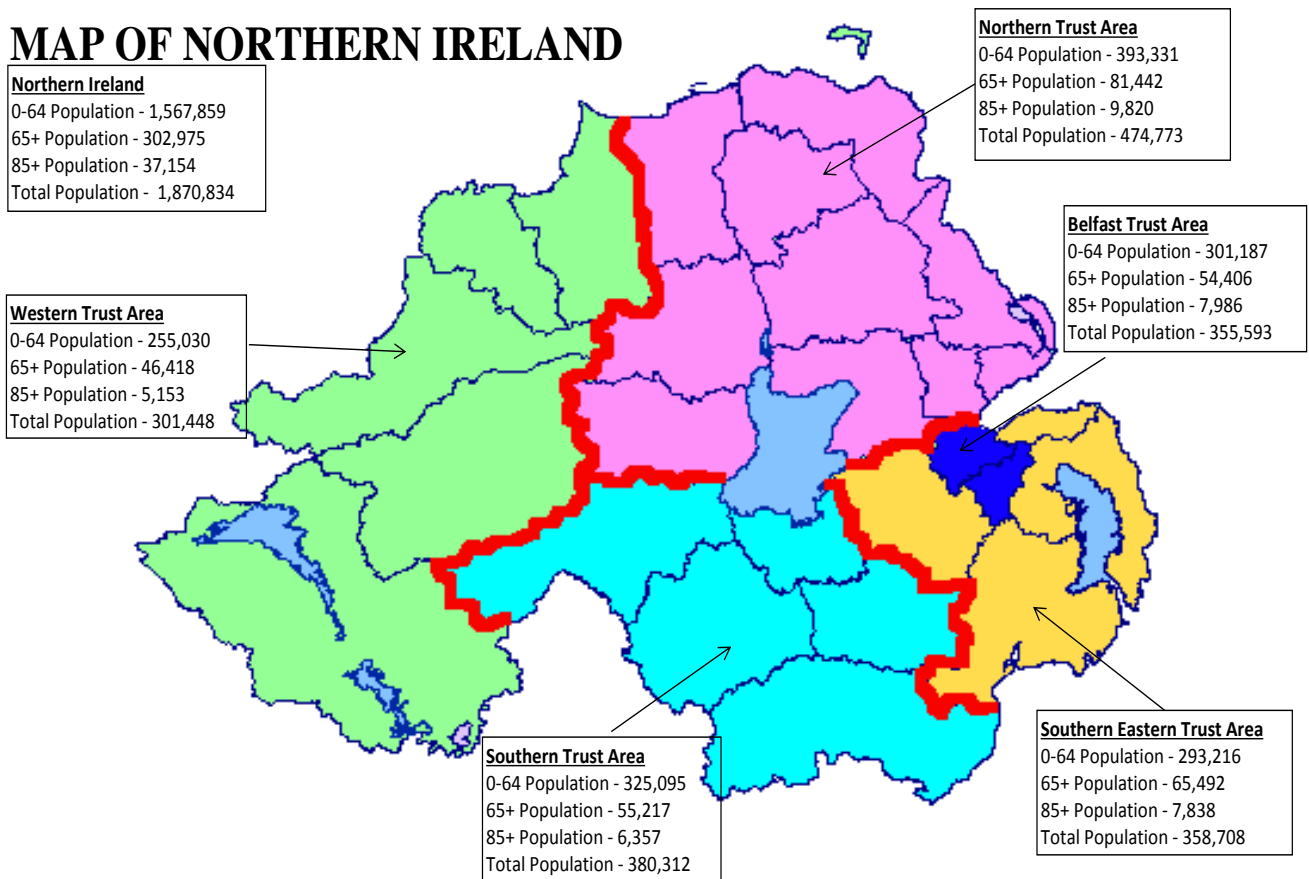 MAP OF NORTHERN IRELAND
Northern Ireland
0-64 Population - 1,567,859
65+ Population - 302,975
85+ Population - 37,154
Total Population - 1,870,834
Northern Trust Area
0-64 Population - 393,331
65+ Population - 81,442
85+ Population - 9,820
Total Population - 474,773
Belfast Trust Area
0-64 Population - 301,187
65+ Population - 54,406
85+ Population - 7,986
Total Population - 355,593
Western Trust Area
0-64 Population - 255,030
65+ Population - 46,418
85+ Population - 5,153
Total Population - 301,448
Southern Trust Area
0-64 Population - 325,095
65+ Population - 55,217
85+ Population - 6,357
Total Population - 380,312
Southern Eastern Trust Area
0-64 Population - 293,216
65+ Population - 65,492
85+ Population - 7,838
Total Population - 358,708